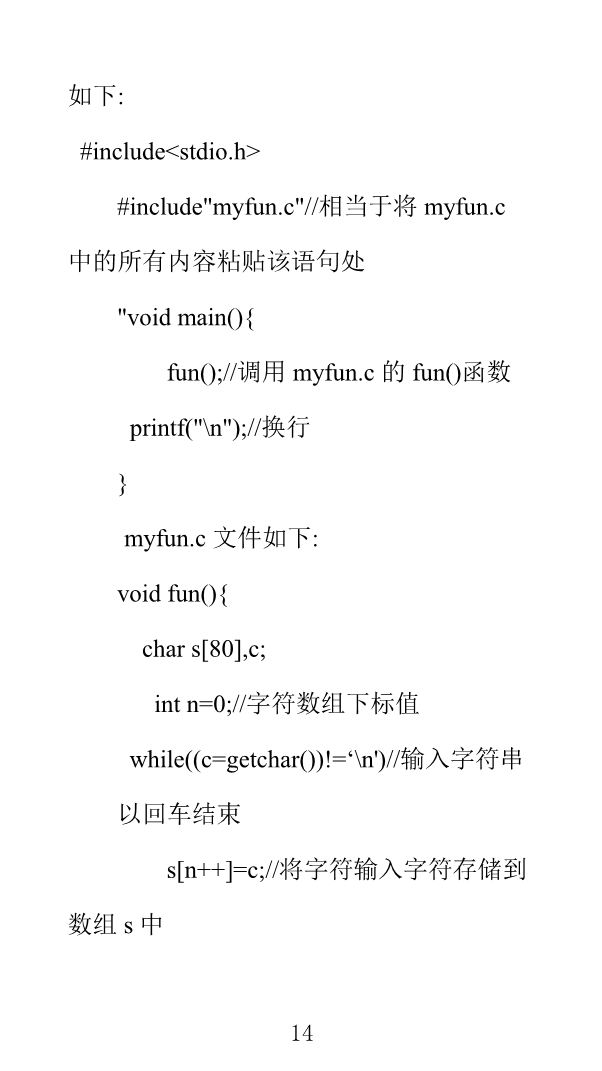 如下:
#include<stdio.h>
#include"myfun.c"//相当于将 myfun.c
中的所有内容粘贴该语句处
"void main(){
fun();//调用 myfun.c 的 fun()函数
printf("\n");//换行
}
myfun.c 文件如下:
void fun(){
char s[80],c;
int n=0;//字符数组下标值
while((c=getchar())!=‘\n')//输入字符串
以回车结束
s[n++]=c;//将字符输入字符存储到
数组 s 中
14